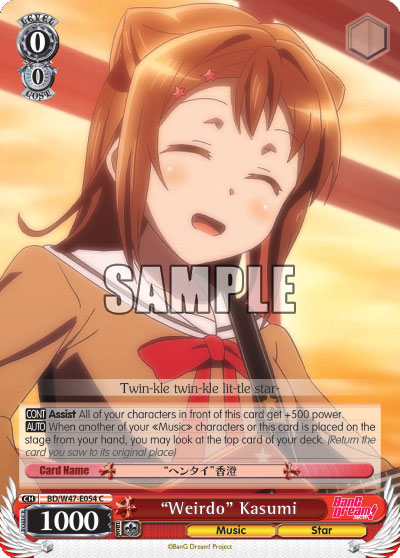 LEVEL
0
0
COST
SAMPLE
Twin-kle twin-kle lit-tle star-
CONT Assist All of your characters in front of this card get +500 power.
AUTO When another of your «Music» characters or this card is placed on the stage from your hand, you may look at the top card of your deck. (Return the card you saw to its original place)
Card Name "ヘンタイ"香澄
CH BD/W47-E054 C
"Weirdo" Kasumi
BanG Dream!
POWER 1000 SOUL
Music Star
©BanG Dream! Project